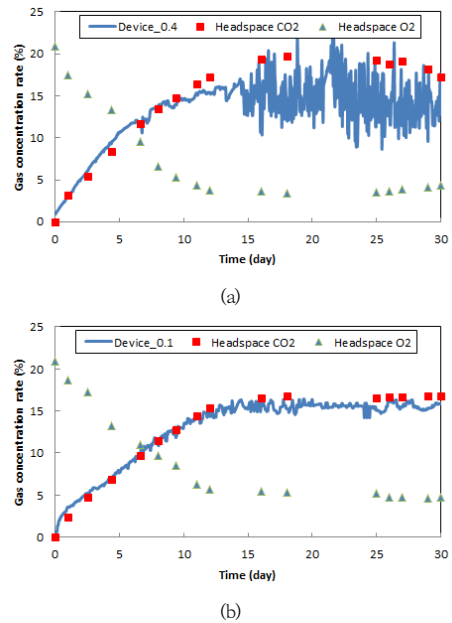 (a)
Device_0.4 Headspace CO2 Headspace O2
Gas concentration rate (%)
25
20
15
10
5
0
0 5 10 15 20 25 30
Time (day)
(a)
Device_0.1 Headspace CO2 Headspace O2
Gas concentration rate (%)
25
20
15
10
5
0
0 5 10 15 20 25 30
Time (day)
(b)
(b)